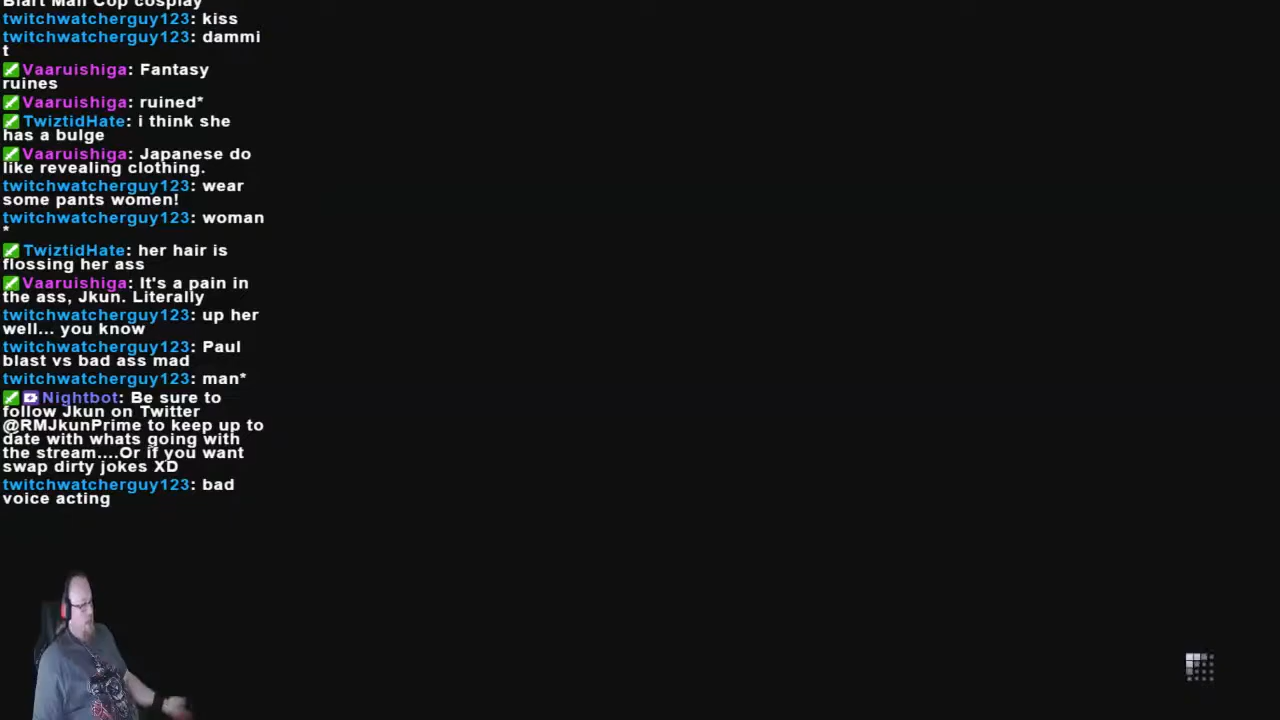 Blart Man Cop cosplay
twitchwatcherguy123: kiss
twitchwatcherguy123: dammi
t
Vaaruishiga: Fantasy
ruines
Vaaruishiga: ruined*
TwiztidHate: i think she
has a bulge
Vaaruishiga: Japanese do
like revealing clothing.
twitchwatcherguy123: wear
some pants women!
twitchwatcherguy123: woman
*
TwiztidHate: her hair is
flossing her ass
Vaaruishiga: It's a pain in
the ass, Jkun. Literally
twitchwatcherguy123: up her
well... you know
twitchwatcherguy123: Paul
blast vs bad ass mad
twitchwatcherguy123: man*
Nightbot: Be sure to
follow Jkun on Twitter
@RMJkunPrime to keep up to
date with whats going with
the stream....Or if you want
swap dirty jokes XD
twitchwatcherguy123: bad
voice acting